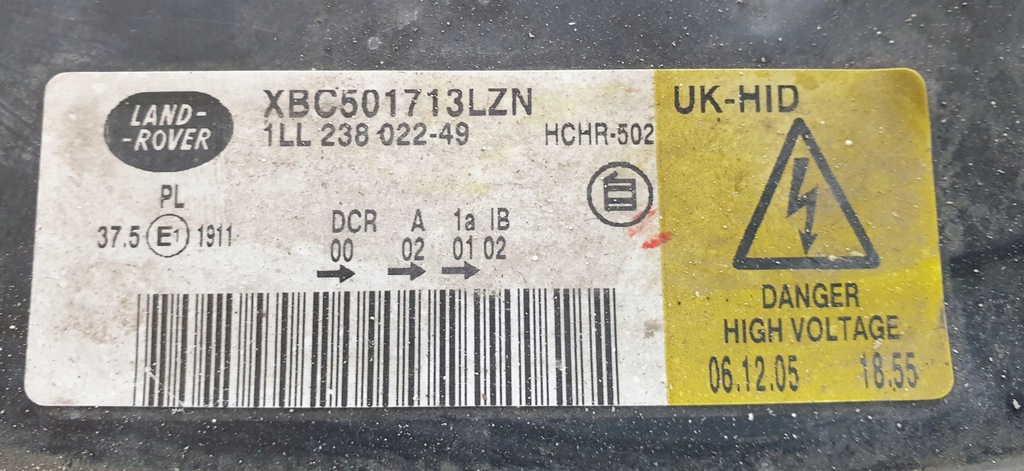 LAND-
-ROVER
XBC501713LZN
1LL 238 022-49
HCHR-502
PL
37.5 E1 1911
DCR A 1a IB
00 02 01 02
UK-HID
DANGER
HIGH VOLTAGE
06.12.05 18.55